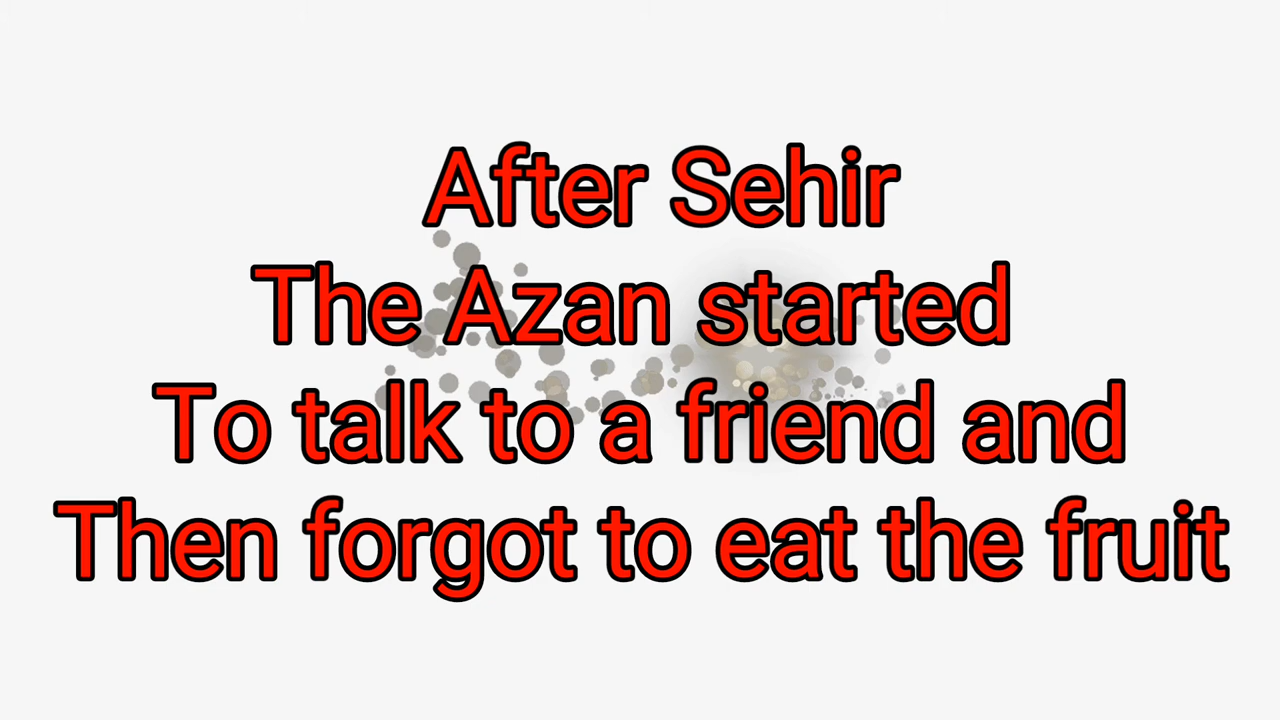 After Sehir
The Azan started
To talk to a friend and
Then forgot to eat the fruit